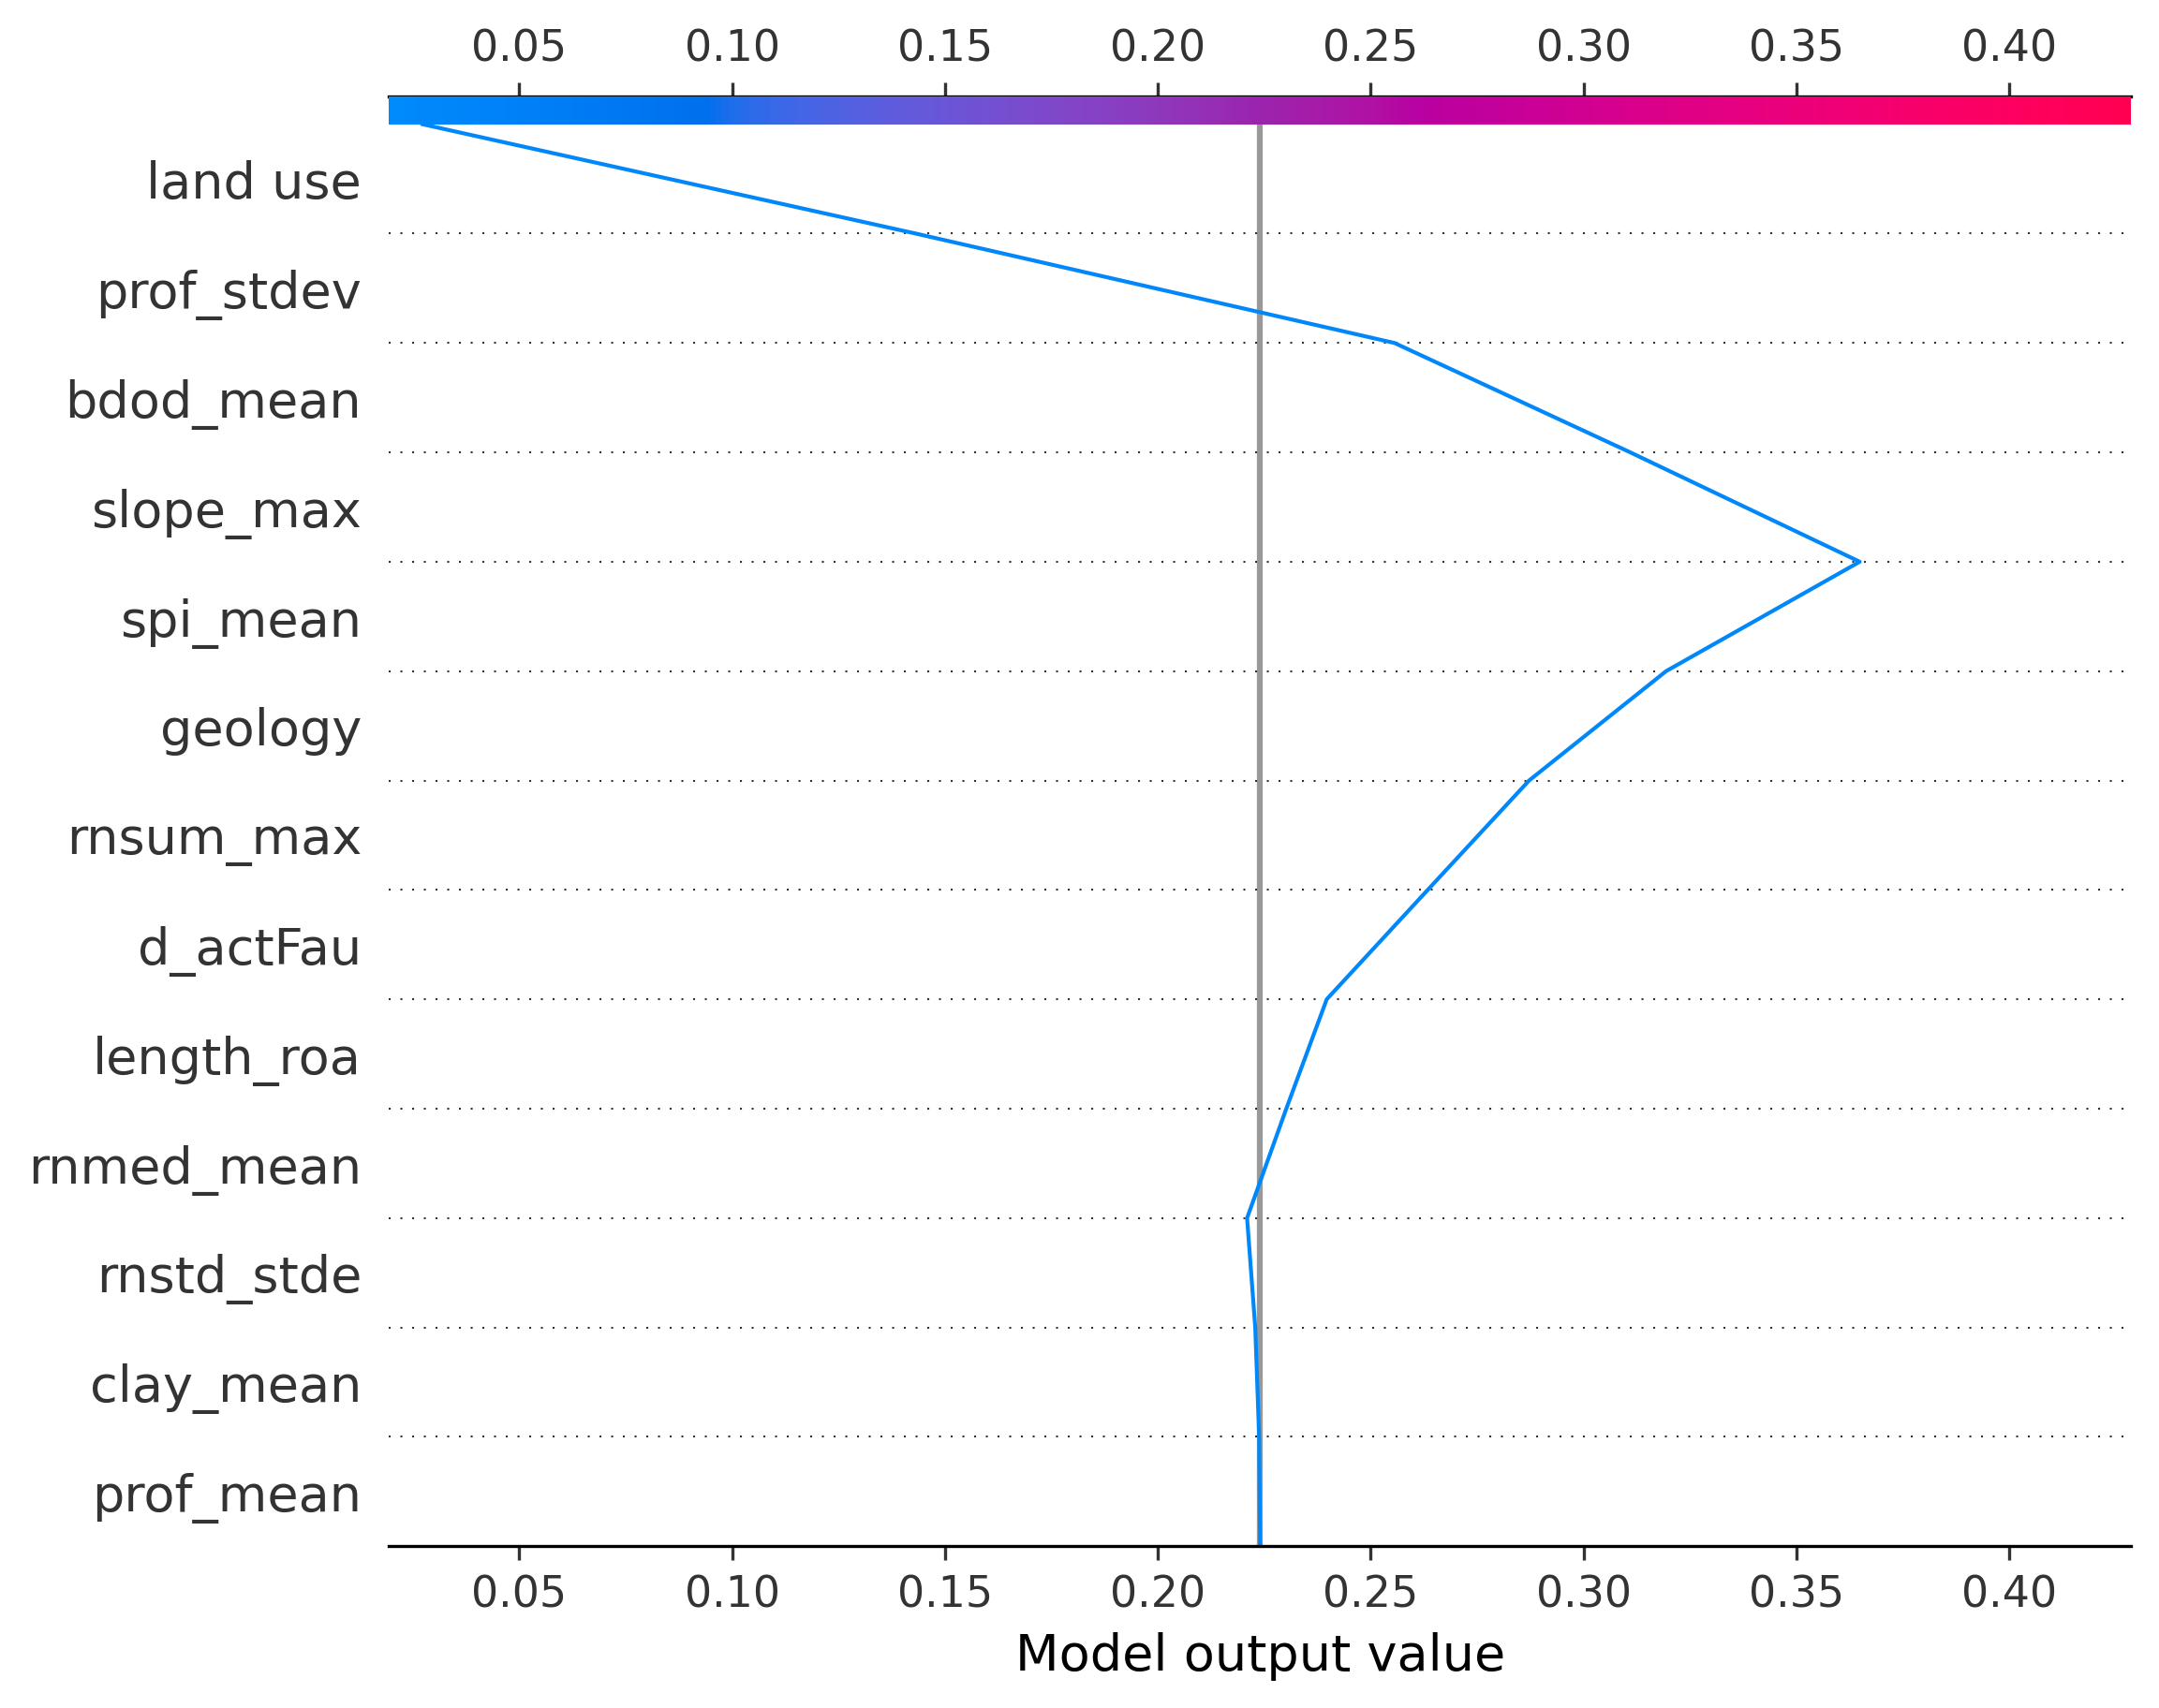 0.05 0.10 0.15 0.20 0.25 0.30 0.35 0.40
land use
prof_stdev
bdod_mean
slope_max
spi_mean
geology
rnsum_max
d_actFau
length_roa
rnmed_mean
rnstd_stde
clay_mean
prof_mean
0.05 0.10 0.15 0.20 0.25 0.30 0.35 0.40
Model output value